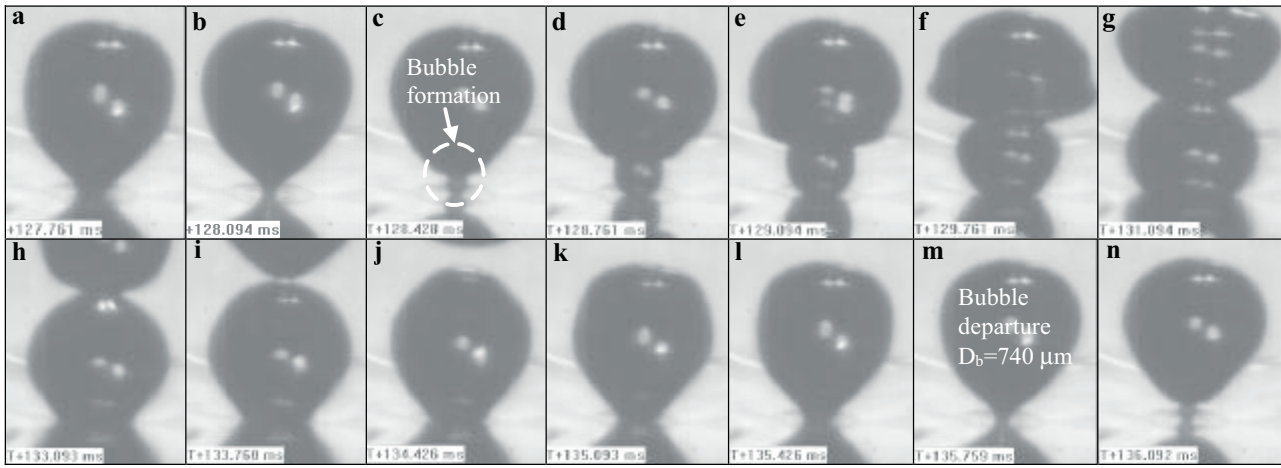 a
b
c
d
e
f
g
Bubble
formation
+127.761 ms
+128.094 ms
T+128.428 ms
T+128.761 ms
T+129.094 ms
T+129.761 ms
T+131.094 ms
h
i
j
k
l
m
n
Bubble
departure
D_b=740 μm
T+133.093 ms
T+133.760 ms
T+134.426 ms
T+135.093 ms
T+135.426 ms
T+135.759 ms
T+136.092 ms